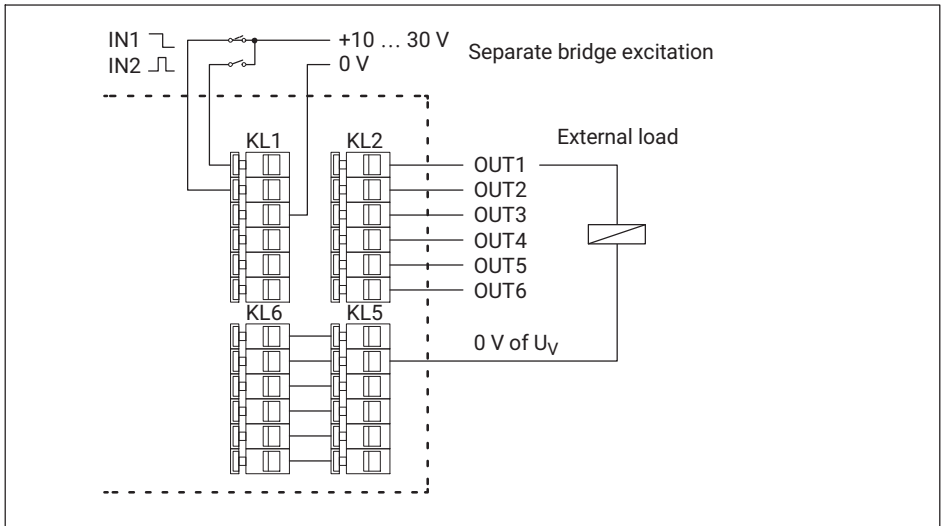 IN1
+10 … 30 V
IN2
0 V
Separate bridge excitation
KL1
KL2
External load
OUT1
OUT2
OUT3
OUT4
OUT5
OUT6
KL6
KL5
0 V of UV